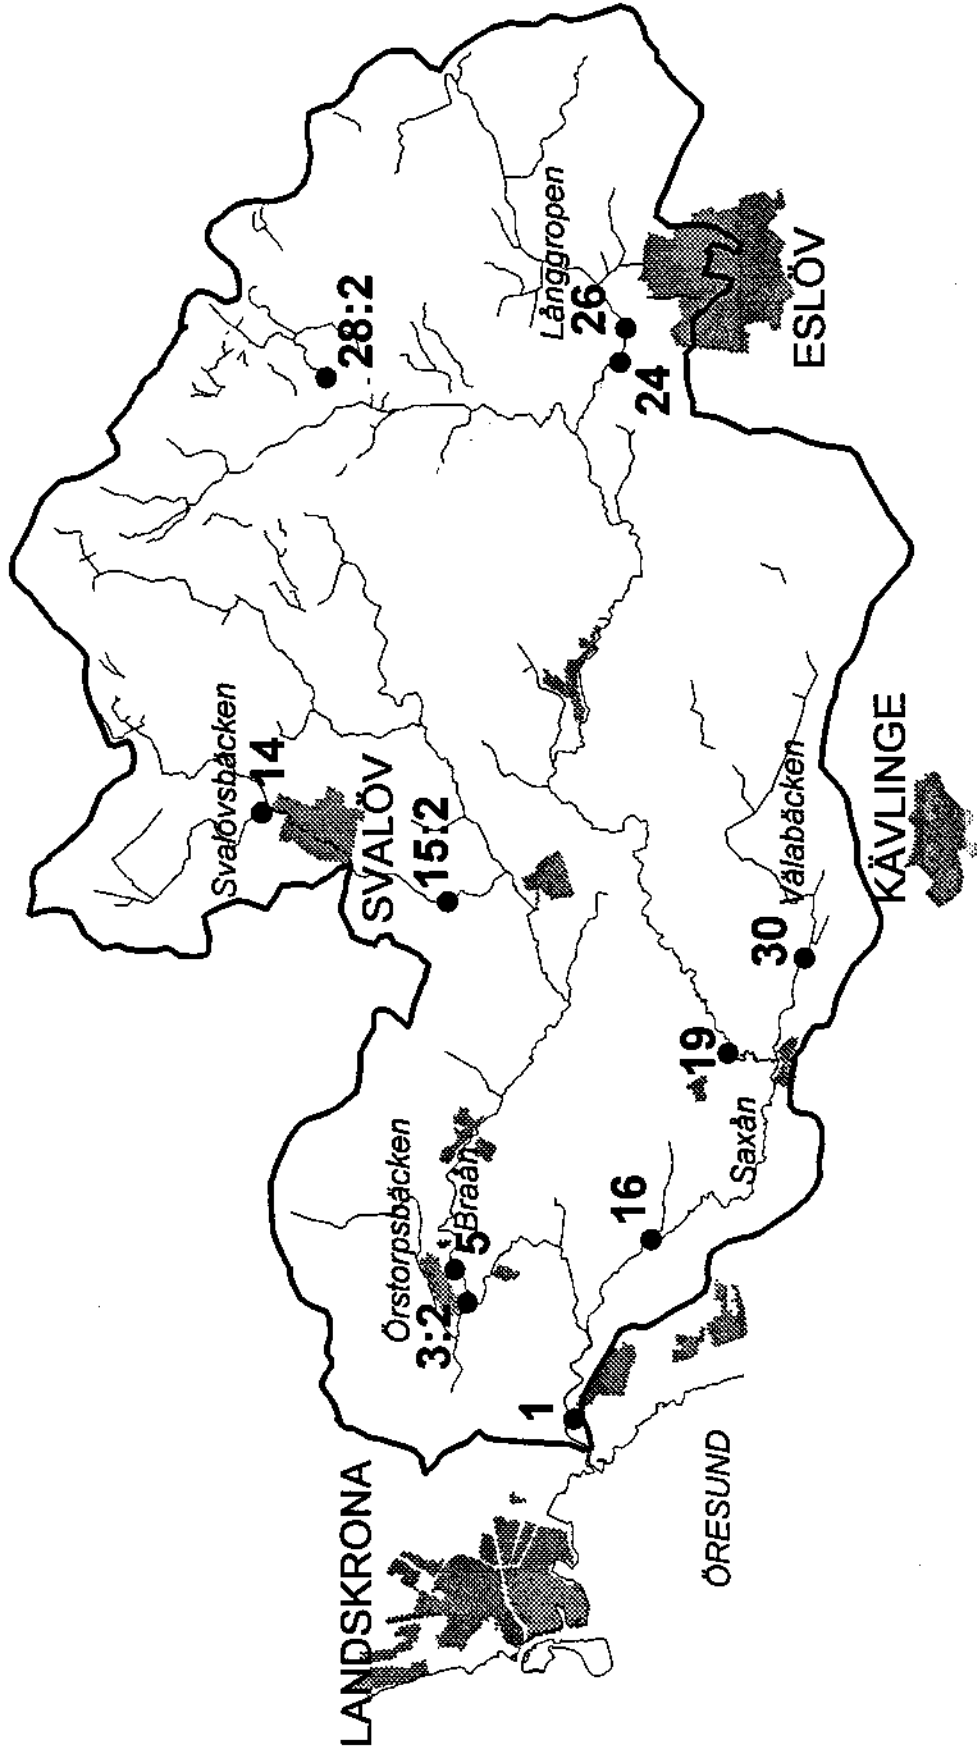 LANDSKRONA
ÖRESUND
1
3:2
5
Örstorpsbäcken
Braån
16
Saxån
19
30
Välabäcken
KÄVLINGE
15:2
SVALÖV
14
Svalövsbäcken
28:2
24
26
Långgropen
ESLÖV